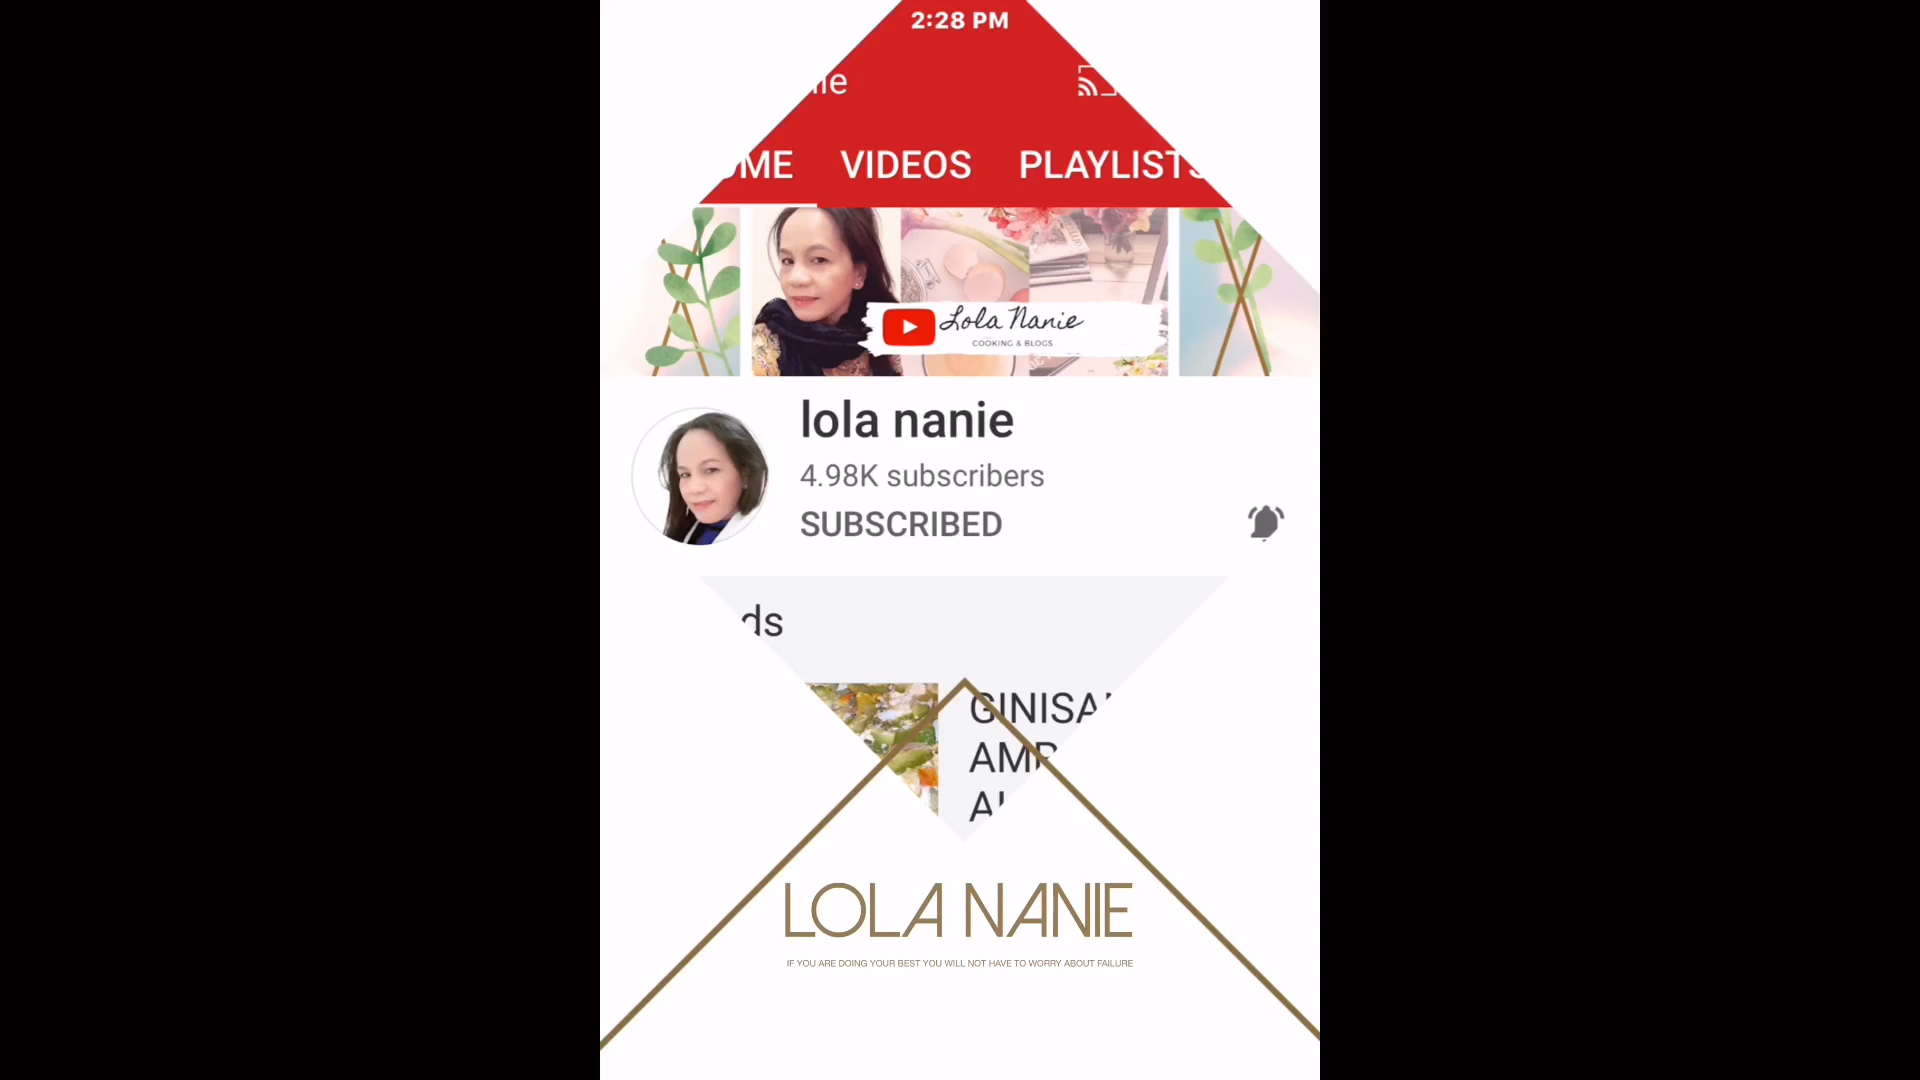 2:28 PM
VIDEOS PLAYLISTS
Lola Nanie
COOKING & BLOGS
lola nanie
4.98K subscribers
SUBSCRIBED
LOLA NANIE
IF YOU ARE DOING YOUR BEST YOU WILL NOT HAVE TO WORRY ABOUT FAILURE